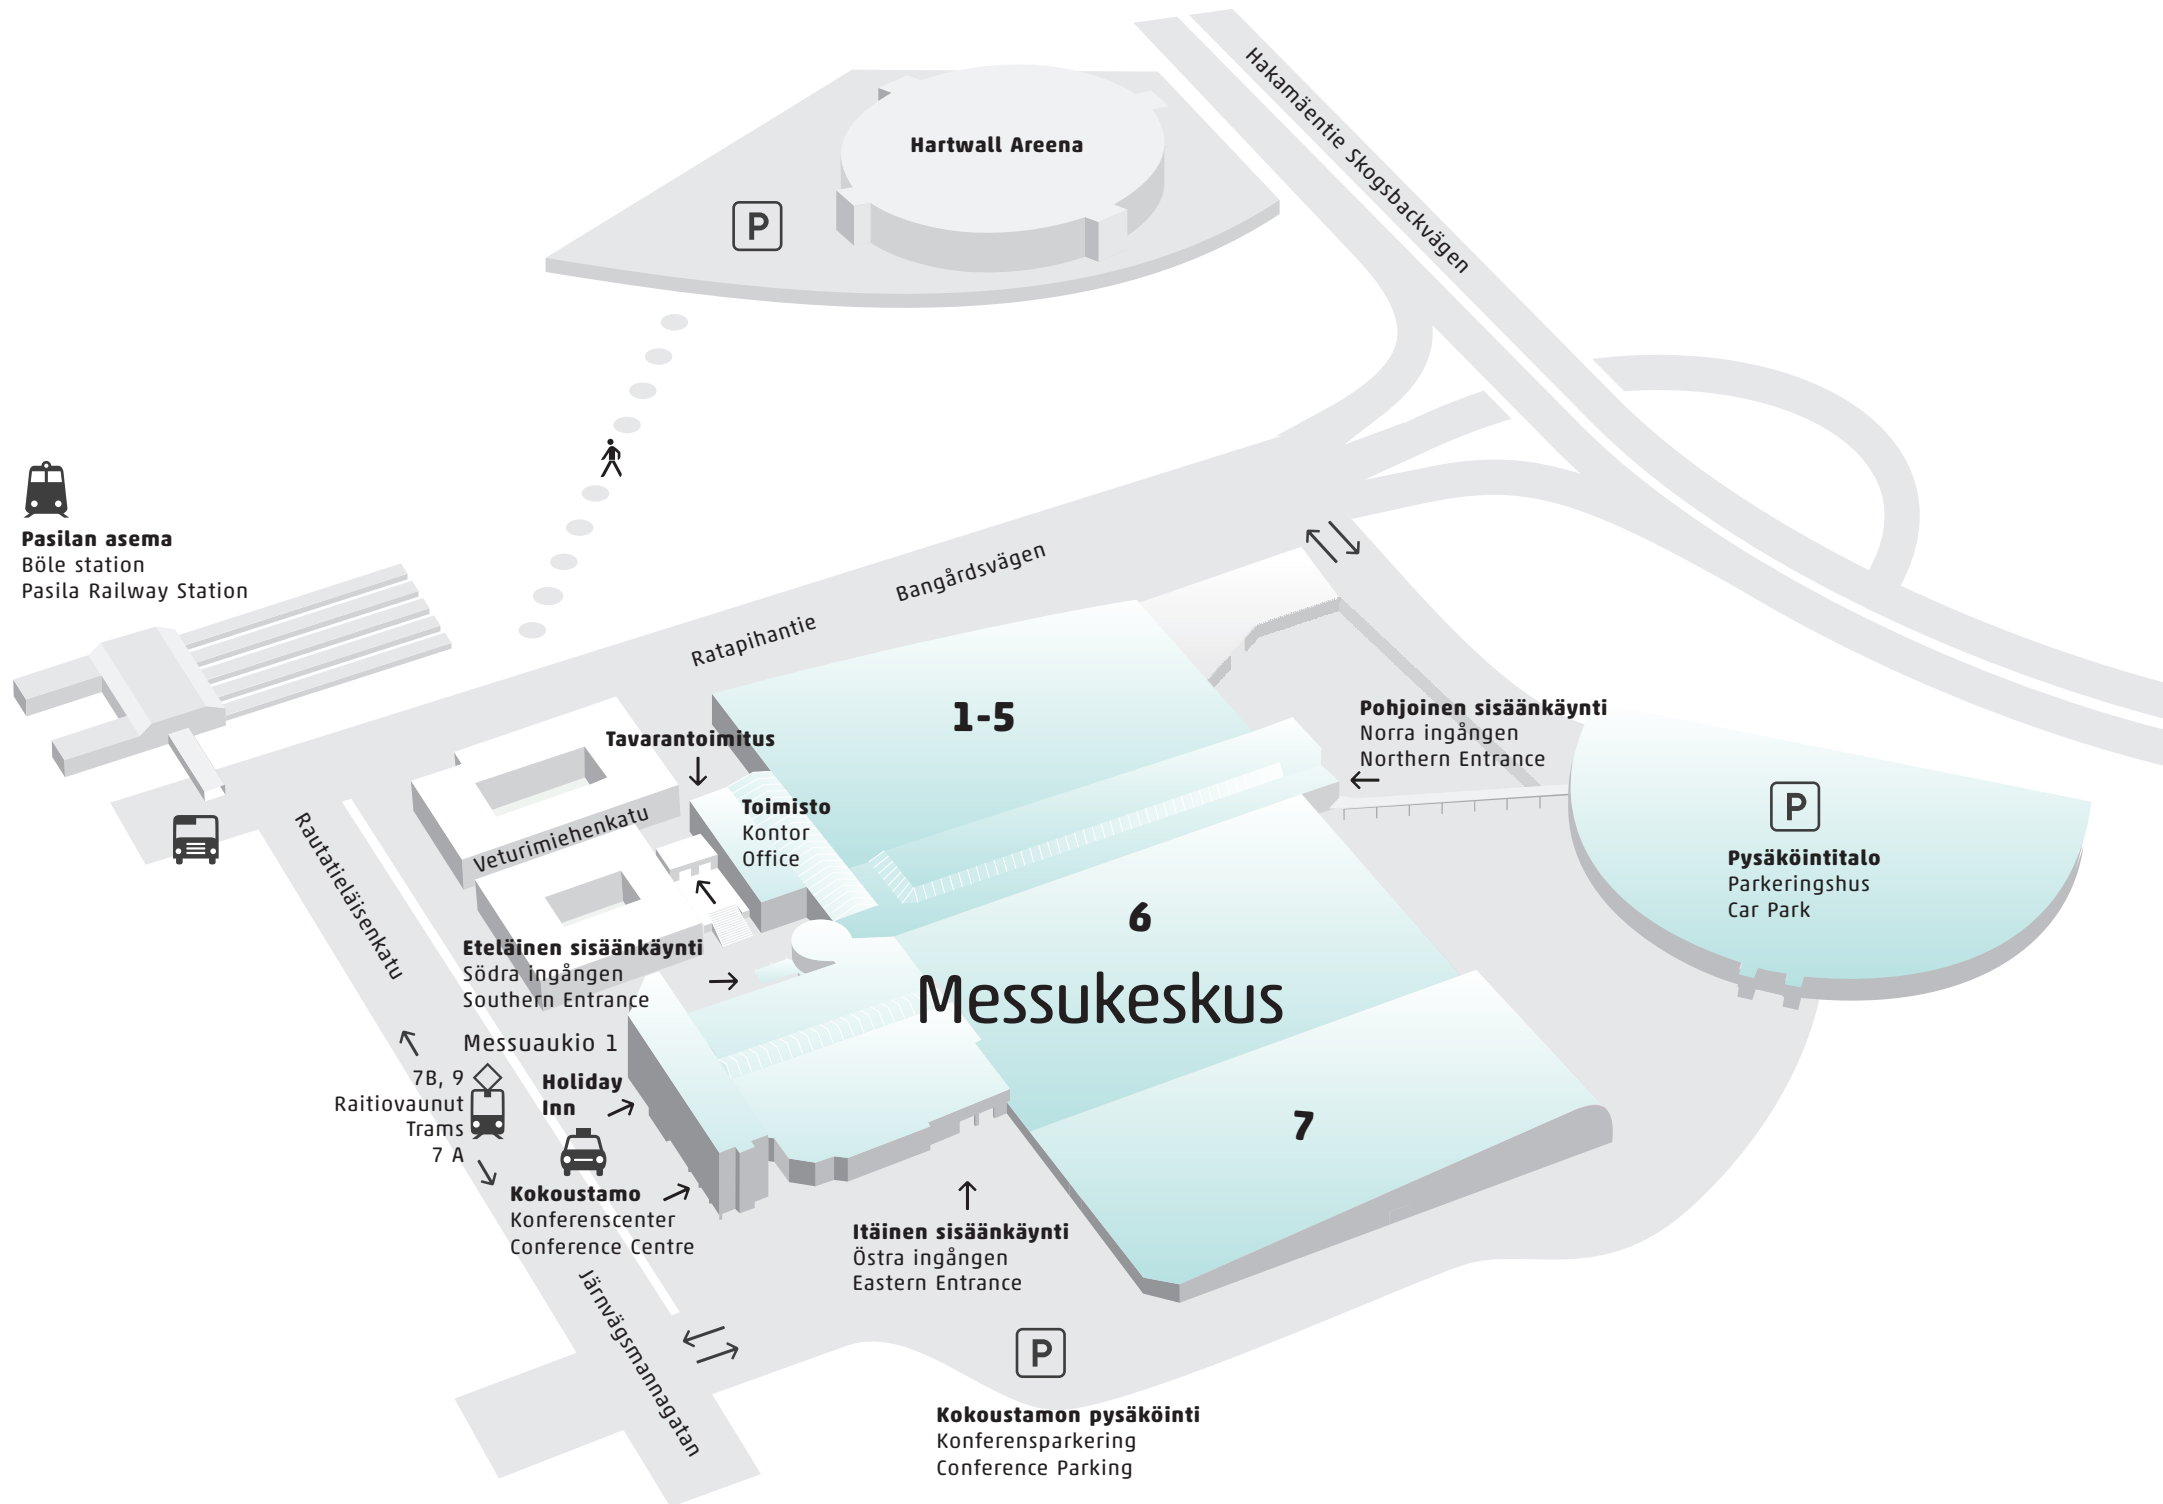 Hakamäentie Skogsbackvägen
Hartwall Areena
P
Pasilan asema
Böle station
Pasila Railway Station
Ratapihantie
Bangårdsvägen
1-5
Pohjoinen sisäänkäynti
Norra ingången
Northern Entrance
Tavarantoimitus
Toimisto
Kontor
Office
Veturimiehenkatu
Rautatieläisenkatu
P
Pysäköintitalo
Parkeringshus
Car Park
6
Messukeskus
Eteläinen sisäänkäynti
Södra ingången
Southern Entrance
Messuaukio 1
7B, 9
Raitiovaunut
Trams
7 A
Holiday
Inn
7
Kokoustamo
Konferenscenter
Conference Centre
Itäinen sisäänkäynti
Östra ingången
Eastern Entrance
Järnvägsmannagatan
P
Kokoustamon pysäköinti
Konferensparkering
Conference Parking